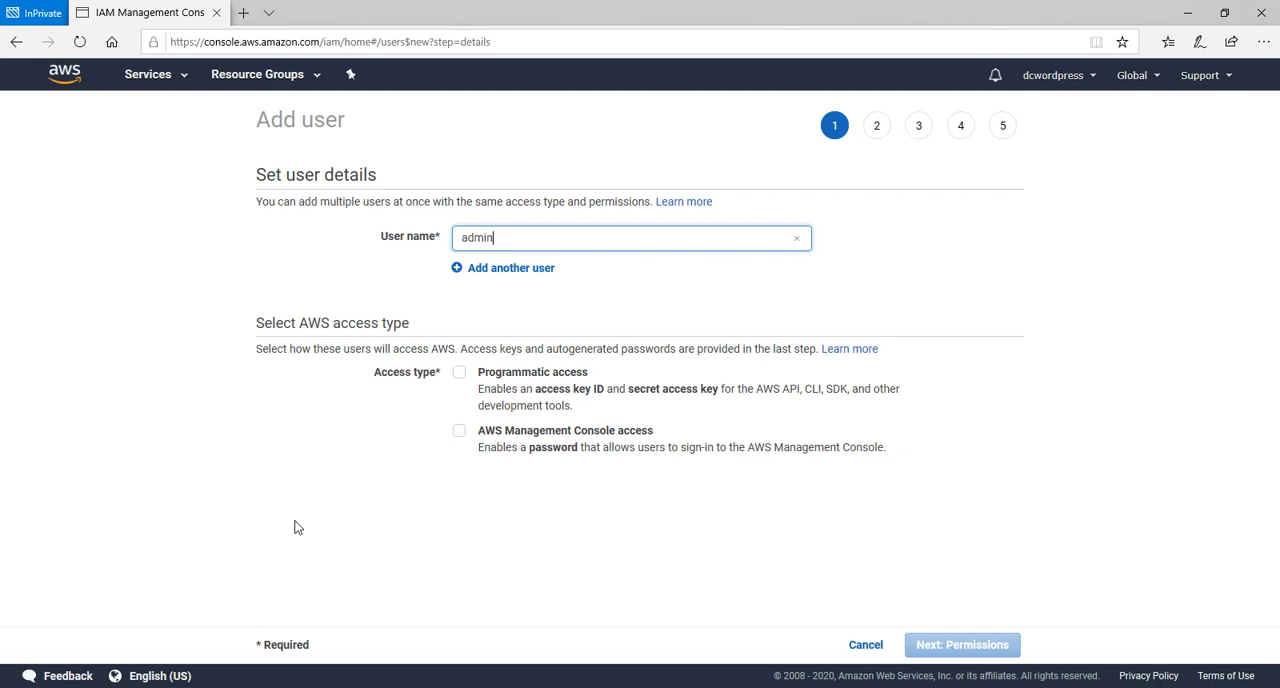 InPrivate
IAM Management Cons
https://console.aws.amazon.com/iam/home#/users$new?step=details
aws
Services
Resource Groups
dcwordpress
Global
Support
Add user
1
2
3
4
5
Set user details
You can add multiple users at once with the same access type and permissions. Learn more
User name*
admin
Add another user
Select AWS access type
Select how these users will access AWS. Access keys and autogenerated passwords are provided in the last step. Learn more
Access type*
Programmatic access
Enables an access key ID and secret access key for the AWS API, CLI, SDK, and other
development tools.
AWS Management Console access
Enables a password that allows users to sign-in to the AWS Management Console.
* Required
Cancel
Next: Permissions
Feedback
English (US)
© 2008 - 2020, Amazon Web Services, Inc. or its affiliates. All rights reserved.
Privacy Policy
Terms of Use